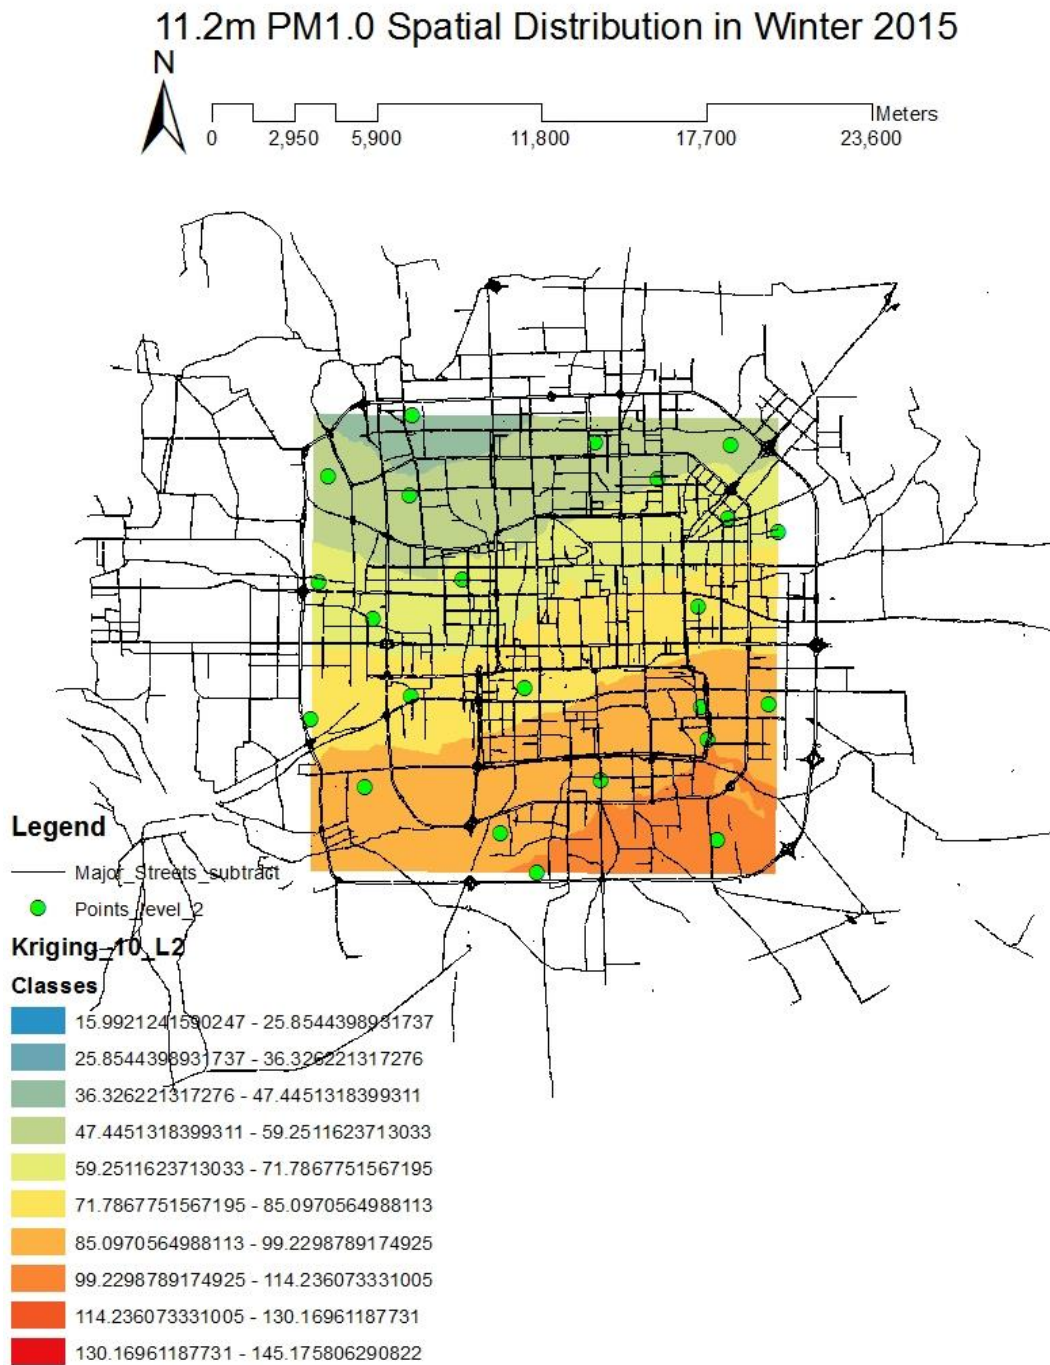 11.2m PM1.0 Spatial Distribution in Winter 2015
N
Meters
0 2,950 5,900 11,800 17,700 23,600
Legend
Major_Streets_subtract
Points_level_2
Kriging_10_L2
Classes
15.9921241590247 - 25.8544398931737
25.8544398931737 - 36.326221317276
36.326221317276 - 47.4451318399311
47.4451318399311 - 59.2511623713033
59.2511623713033 - 71.7867751567195
71.7867751567195 - 85.0970564988113
85.0970564988113 - 99.2298789174925
99.2298789174925 - 114.236073331005
114.236073331005 - 130.16961187731
130.16961187731 - 145.175806290822